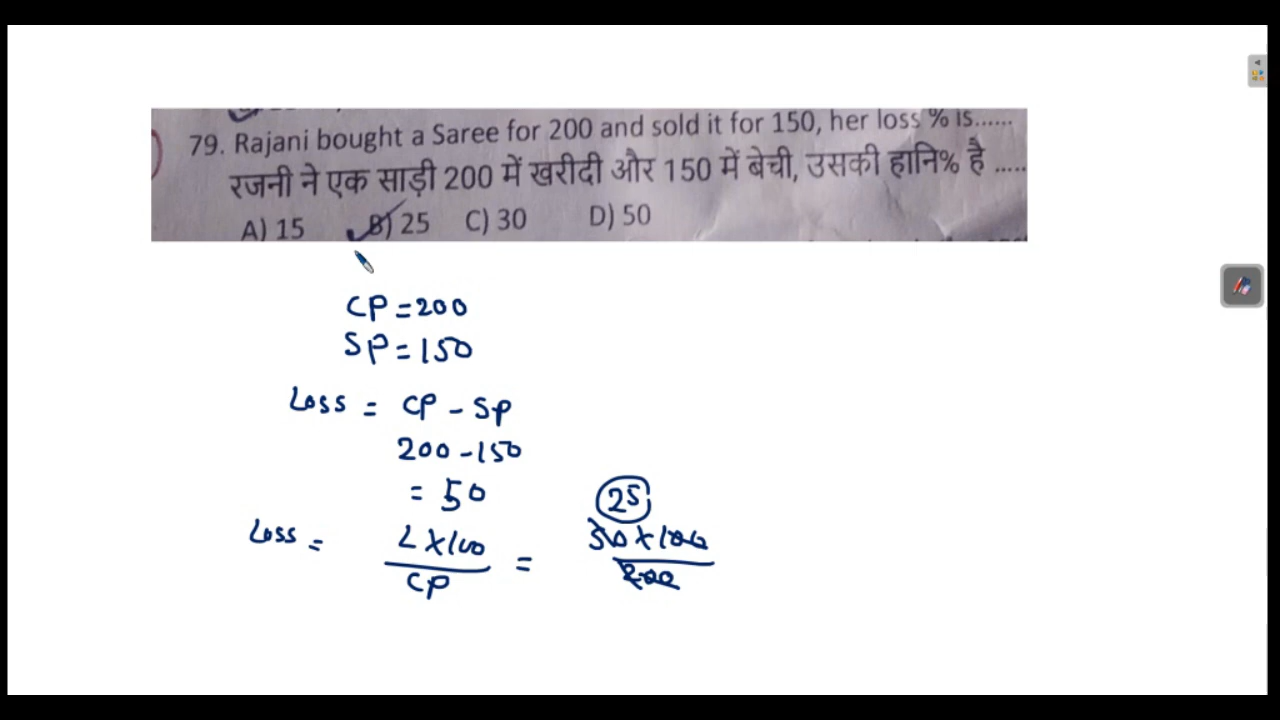 79. Rajani bought a Saree for 200 and sold it for 150, her loss % is......
रजनी ने एक साड़ी 200 में खरीदी और 150 में बेची, उसकी हानि% है .....
A) 15 B) 25 C) 30 D) 50
CP = 200
SP = 150
Loss = CP - SP
200 - 150
= 50
25
Loss = L X 100 = 50 X 100
CP 200